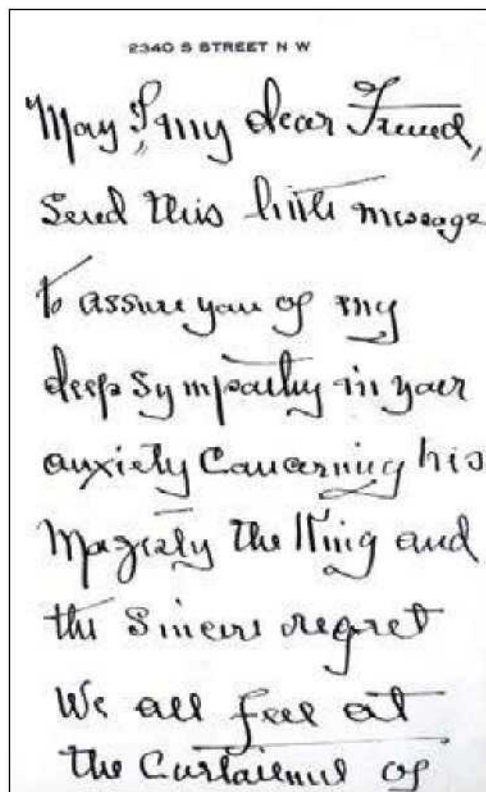 2340 S STREET N W
May I, my dear Friend,
Send this little message
to assure you of my
deep sympathy in your
anxiety concerning his
Majesty the King and
the sincere regret
We all feel at
the Curtailment of